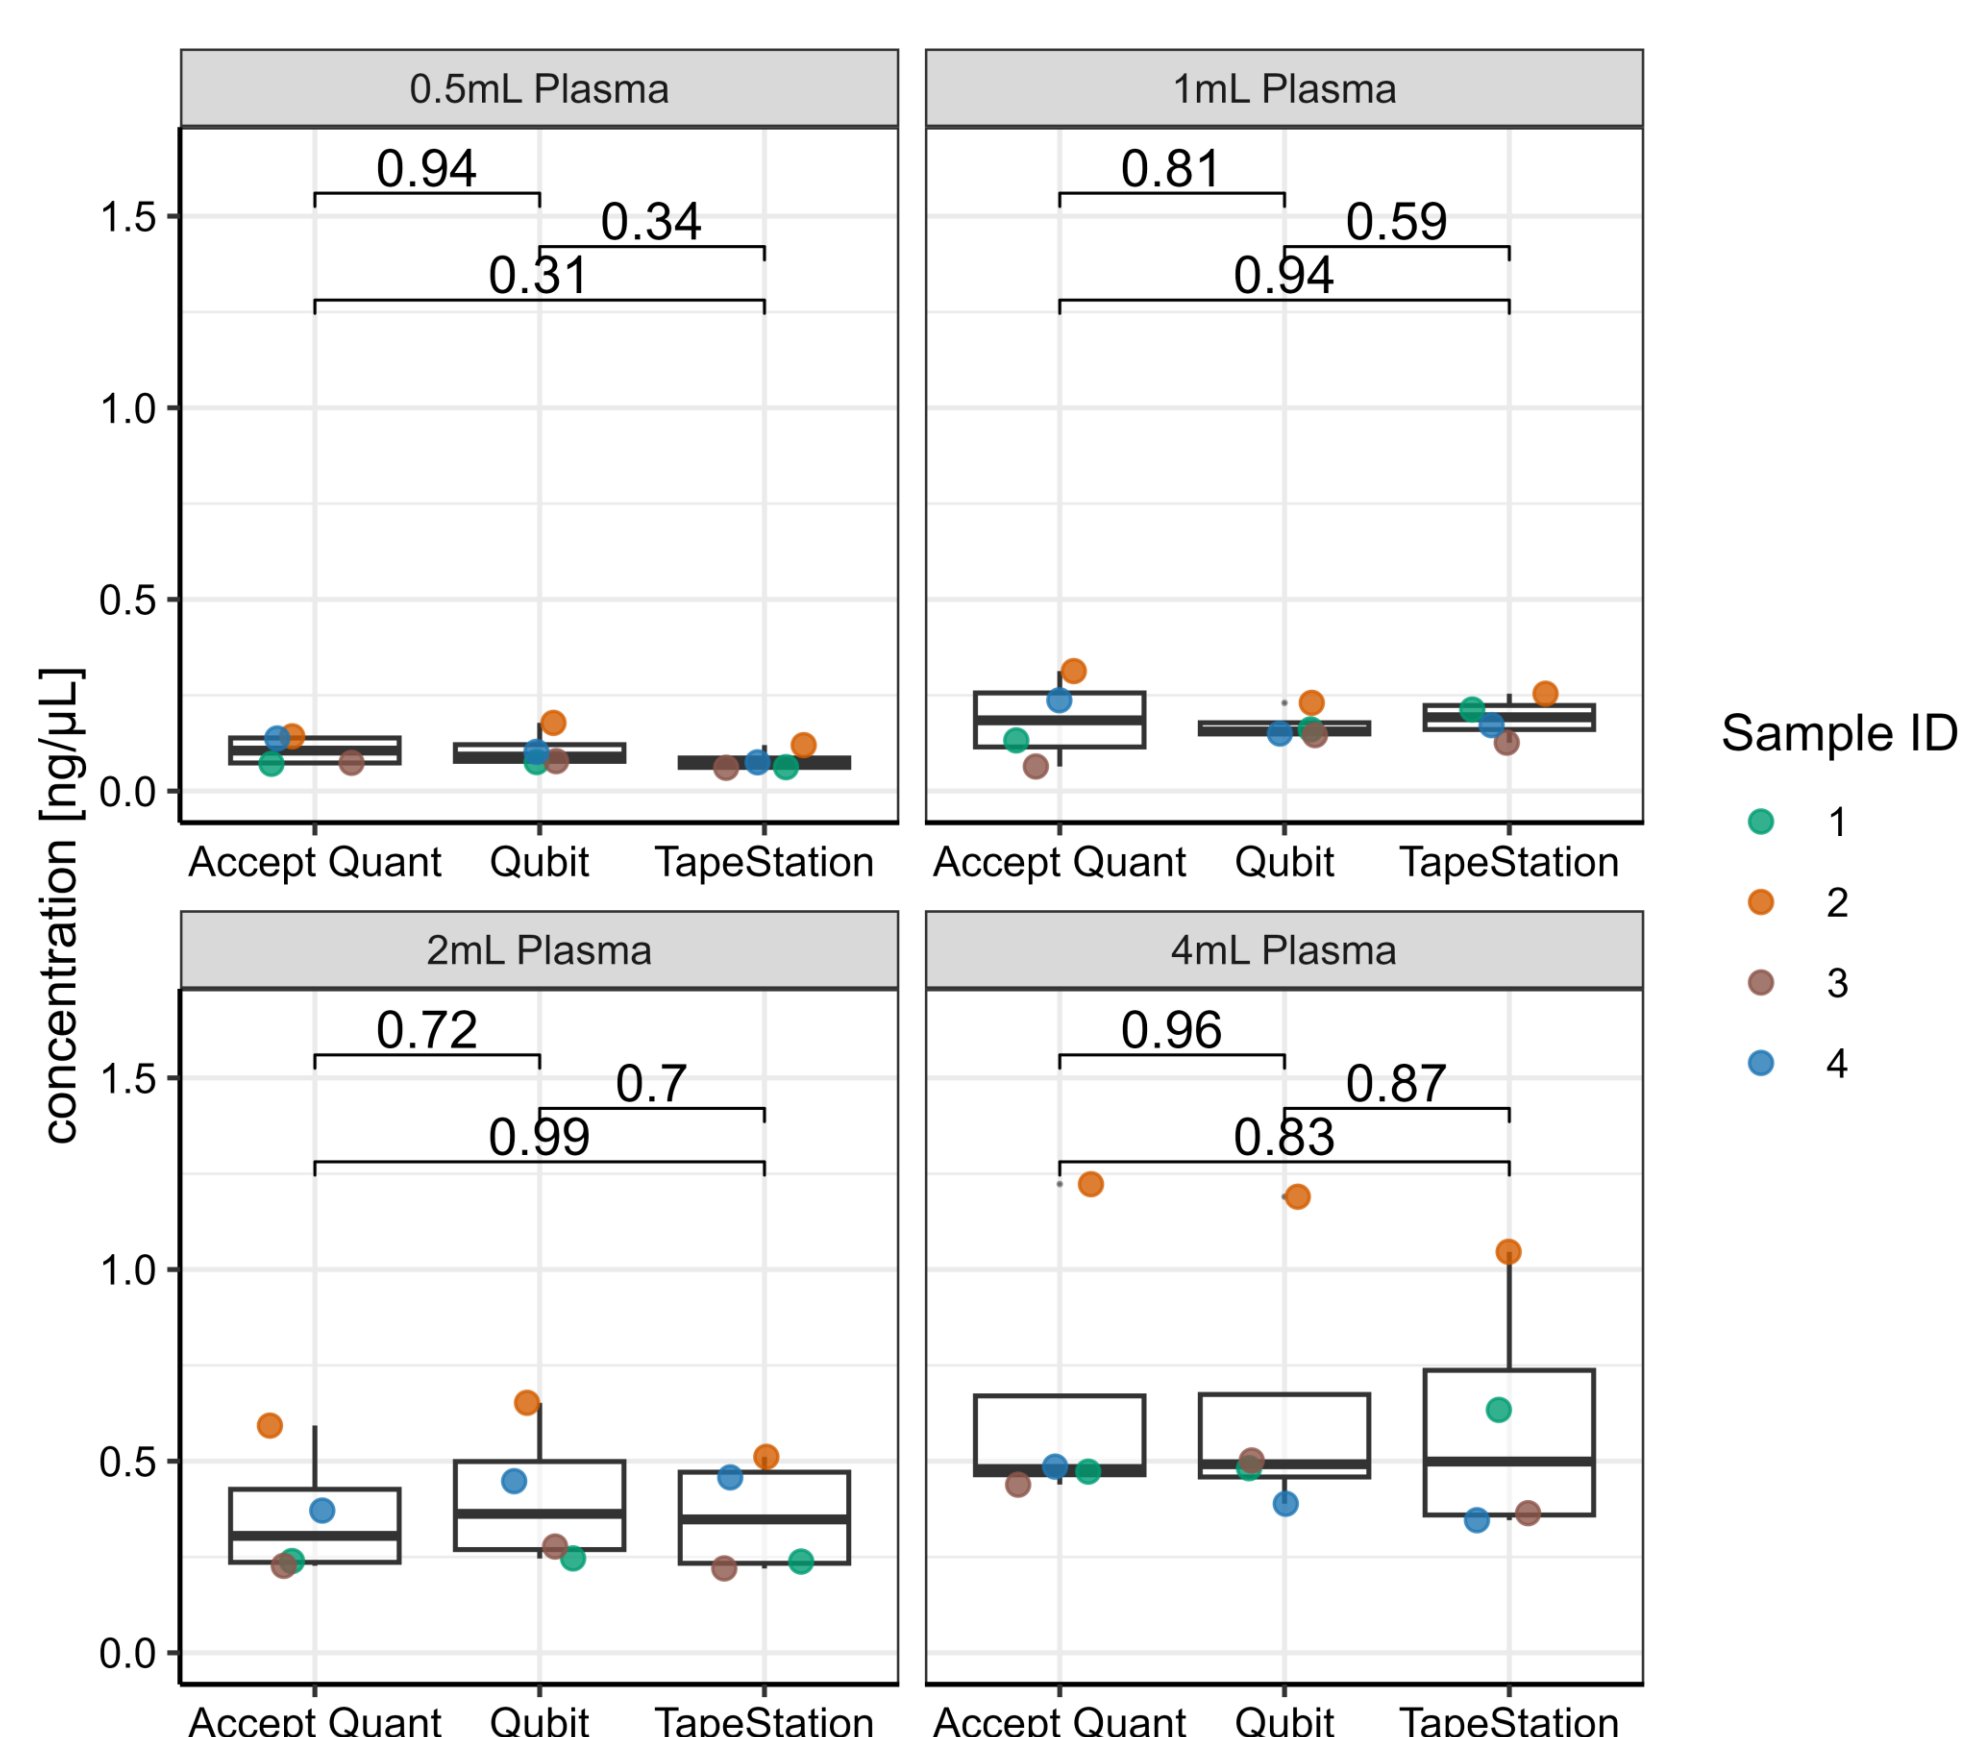 0.5mL Plasma
1mL Plasma
0.94
0.34
0.31
0.81
0.59
0.94
1.5
1.0
0.5
0.0
Accept Quant Qubit TapeStation
Accept Quant Qubit TapeStation
concentration [ng/µL]
2mL Plasma
4mL Plasma
0.72
0.7
0.99
0.96
0.87
0.83
1.5
1.0
0.5
0.0
Accept Quant Qubit TapeStation
Accept Quant Qubit TapeStation
Sample ID
1
2
3
4